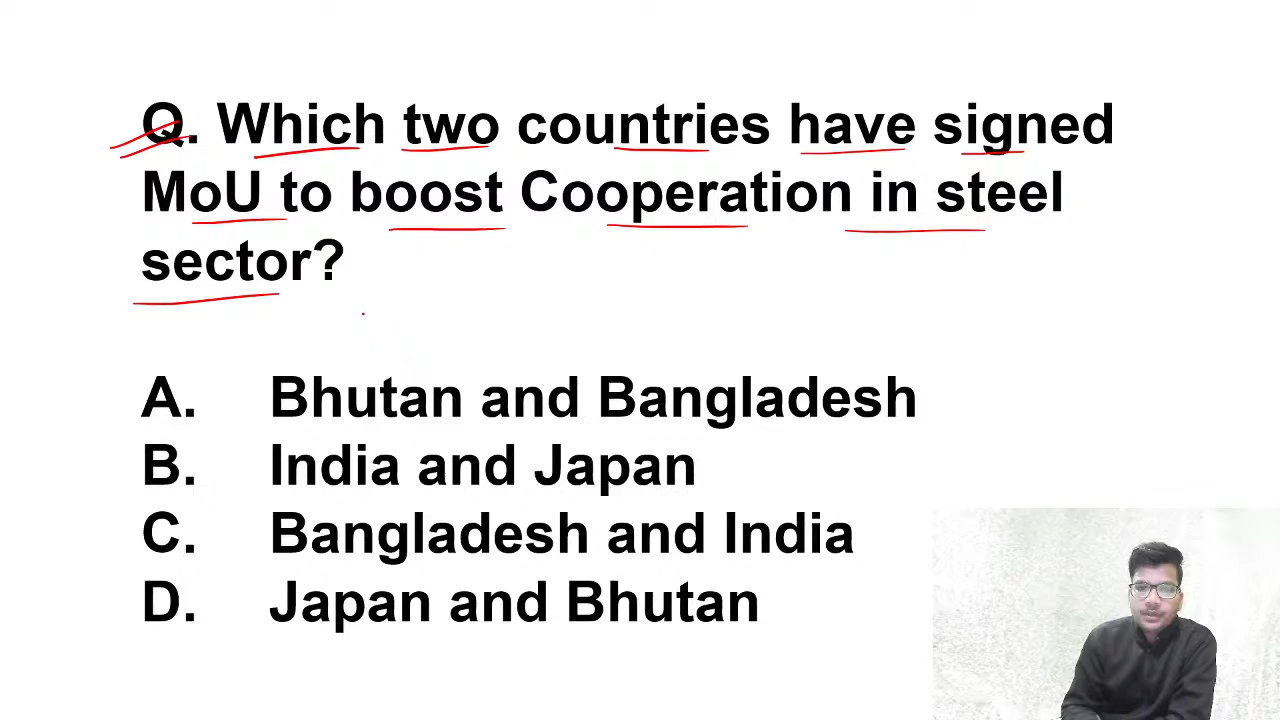 Q. Which two countries have signed
MoU to boost Cooperation in steel
sector?
A. Bhutan and Bangladesh
B. India and Japan
C. Bangladesh and India
D. Japan and Bhutan